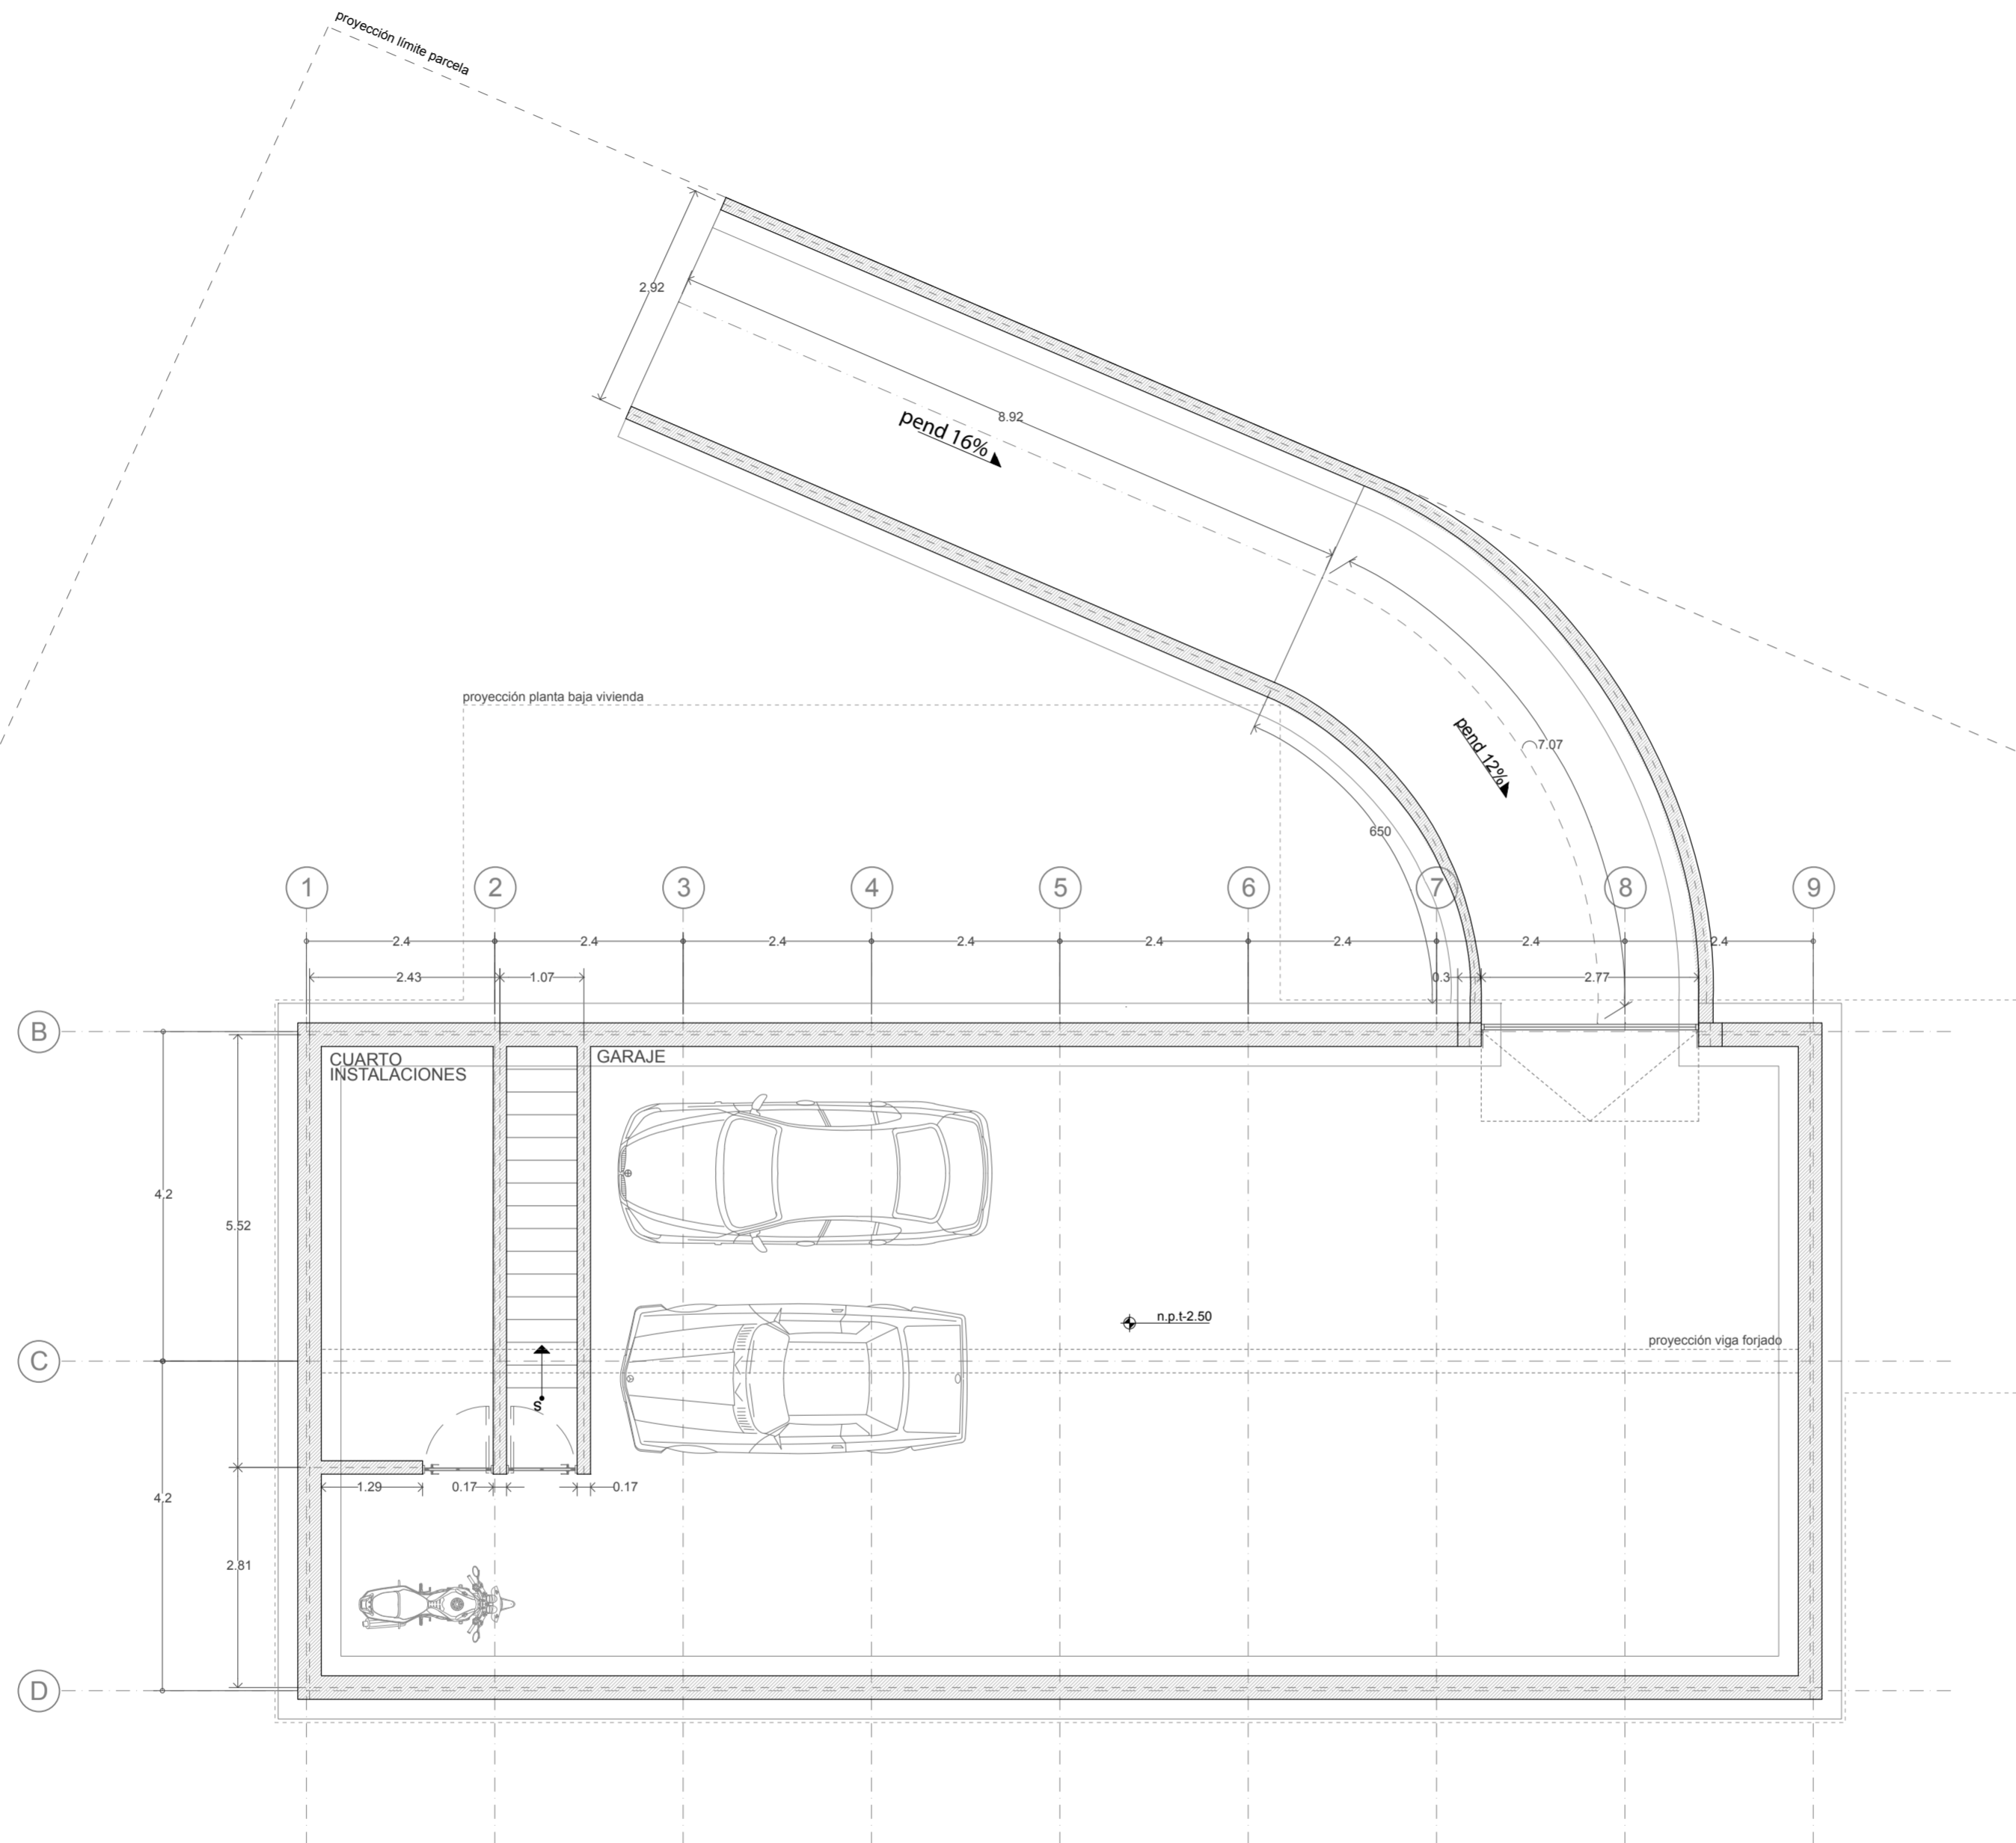 proyección límite parcela
2.92
8.92
pend 16%
proyección planta baja vivienda
pend 12%
7.07
650
1
2
3
4
5
6
7
8
9
2.4
2.4
2.4
2.4
2.4
2.4
2.4
2.4
2.43
1.07
0.3
2.77
B
CUARTO
INSTALACIONES
GARAJE
4.2
5.52
n.p.t-2.50
proyección viga forjado
C
S
1.29
0.17
0.17
4.2
2.81
D